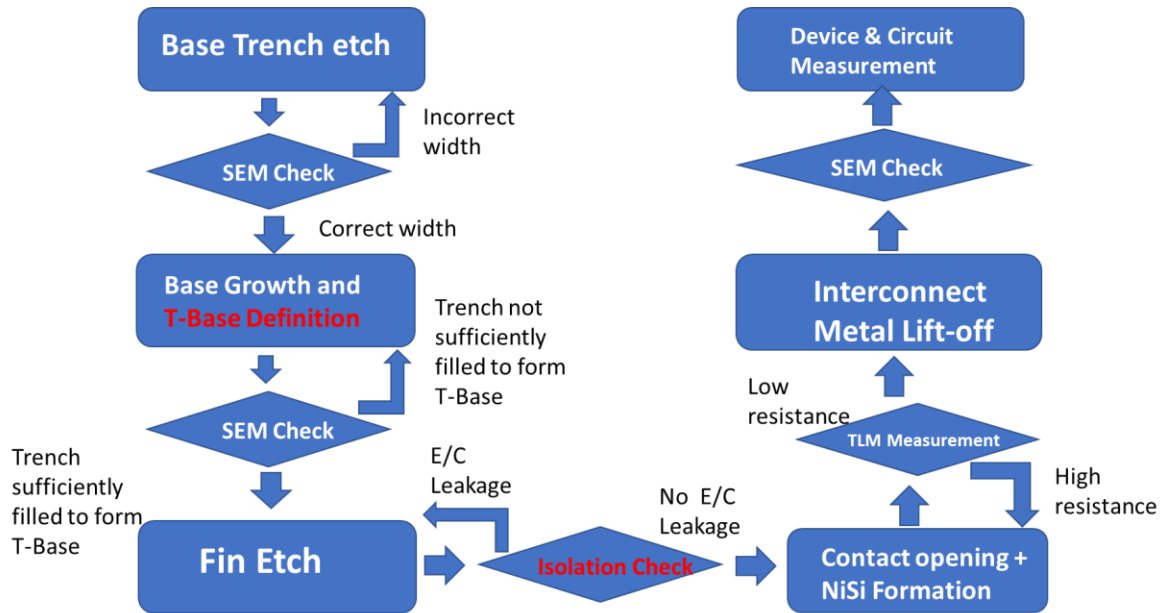 Base Trench etch
Incorrect
width
SEM Check
Correct width
Base Growth and
T-Base Definition
Trench not
sufficiently
filled to form
T-Base
SEM Check
Trench
sufficiently
filled to form
T-Base
Fin Etch
E/C
Leakage
Isolation Check
No E/C
Leakage
Contact opening +
NiSi Formation
High
resistance
TLM Measurement
Low
resistance
Interconnect
Metal Lift-off
SEM Check
Device & Circuit
Measurement